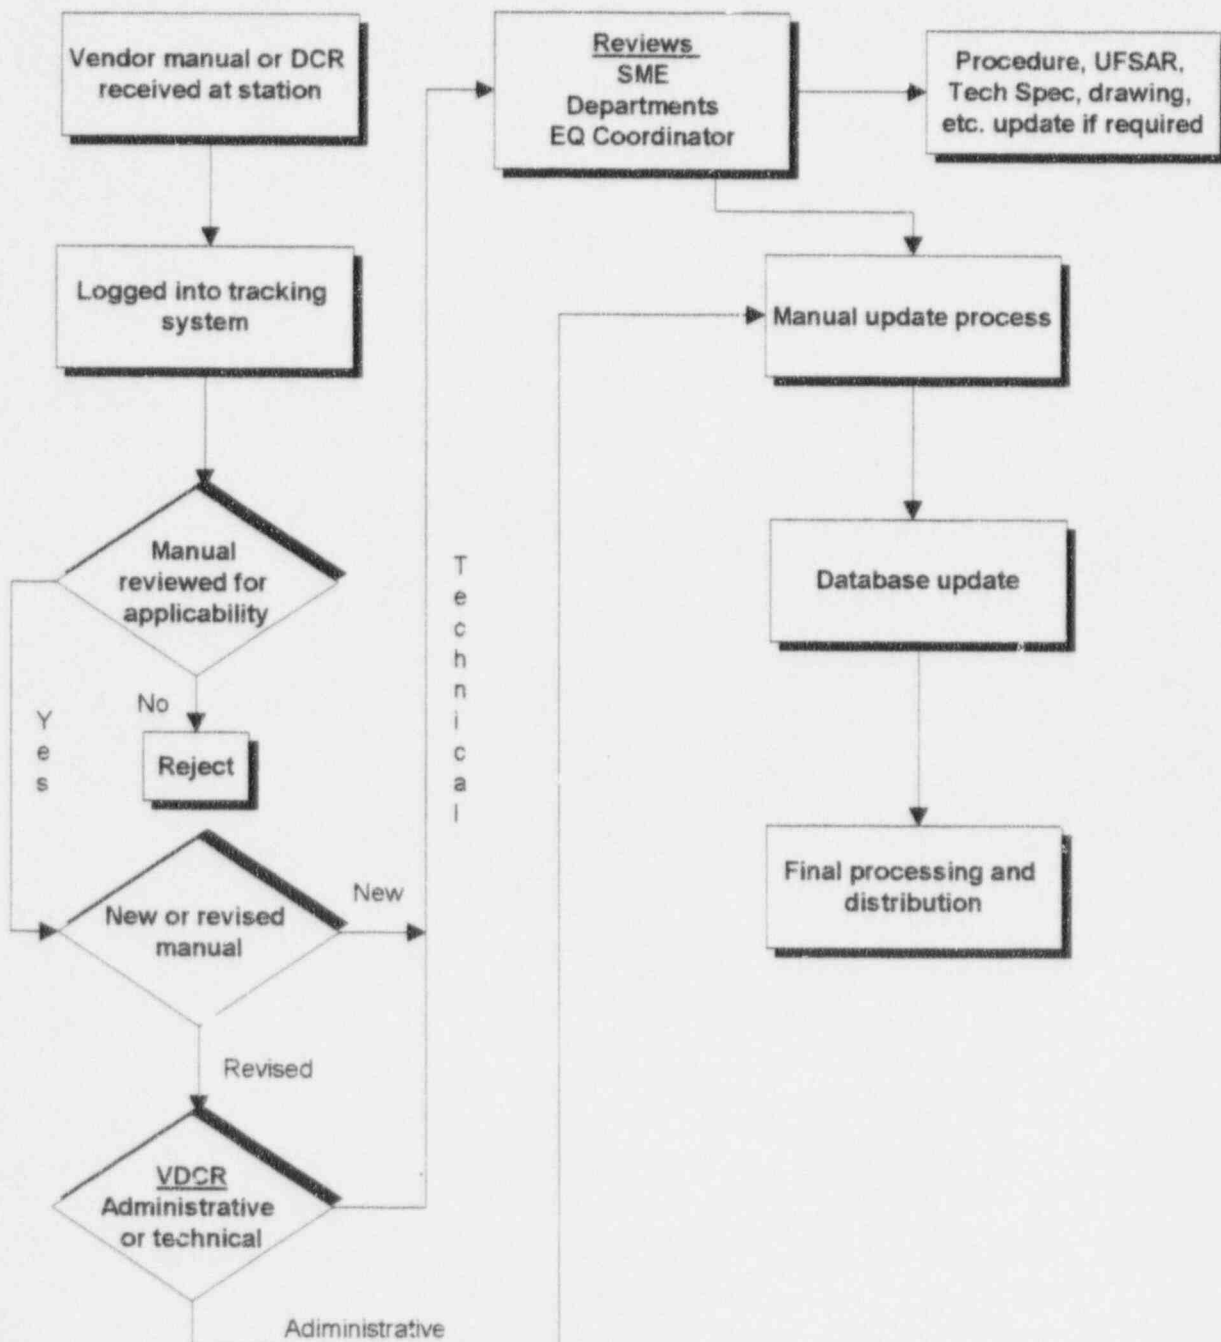 Vendor manual or DCR
received at station
Logged into tracking
system
Manual
reviewed for
applicability
No
Yes
Reject
New or revised
manual
New
Revised
VDCR
Administrative
or technical
Adiministrative
Technical
Reviews
SME
Departments
EQ Coordinator
Procedure, UFSAR,
Tech Spec, drawing,
etc. update if required
Manual update process
Database update
Final processing and
distribution